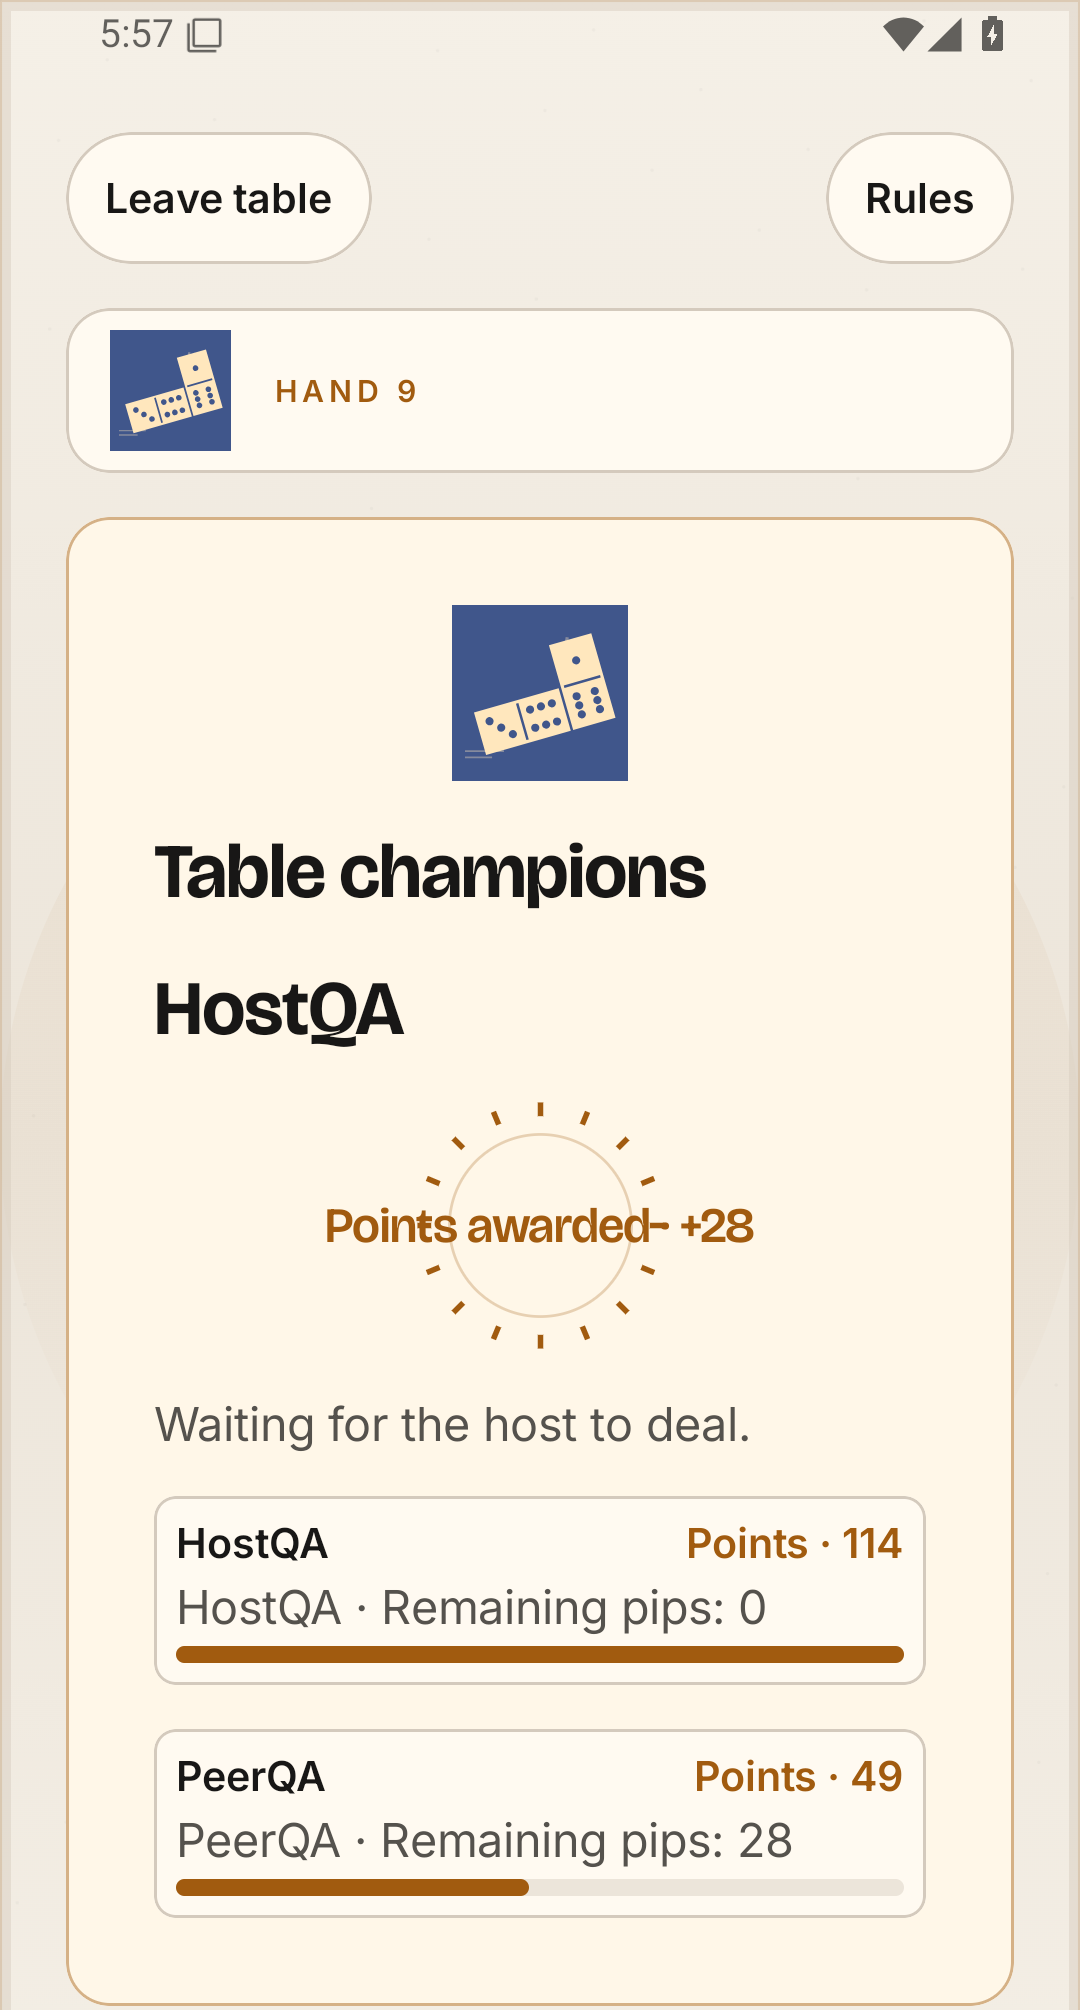 5:57
Leave table
Rules
HAND 9
Table champions
HostQA
Points awarded · +28
Waiting for the host to deal.
HostQA
Points · 114
HostQA · Remaining pips: 0
PeerQA
Points · 49
PeerQA · Remaining pips: 28